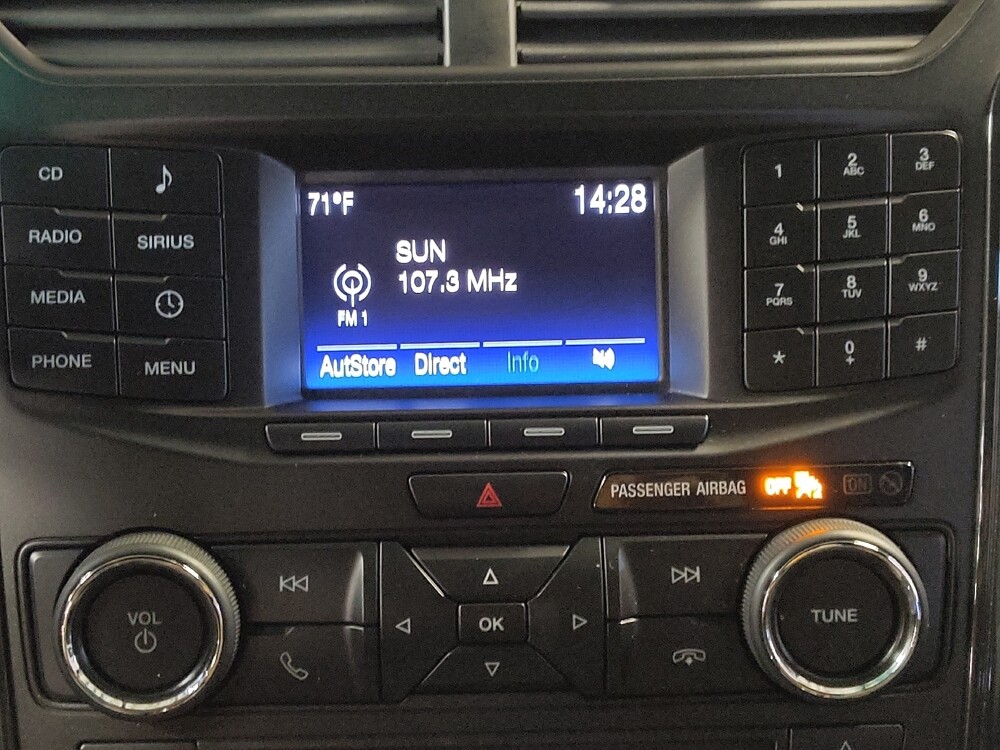 71°F
14:28
SUN
107.3 MHz
FM 1
AutStore Direct Info
CD
RADIO SIRIUS
MEDIA
PHONE MENU
1 2 ABC 3 DEF
4 GHI 5 JKL 6 MNO
7 PQRS 8 TUV 9 WXYZ
* 0 + #
PASSENGER AIRBAG OFF ON
VOL
OK
TUNE